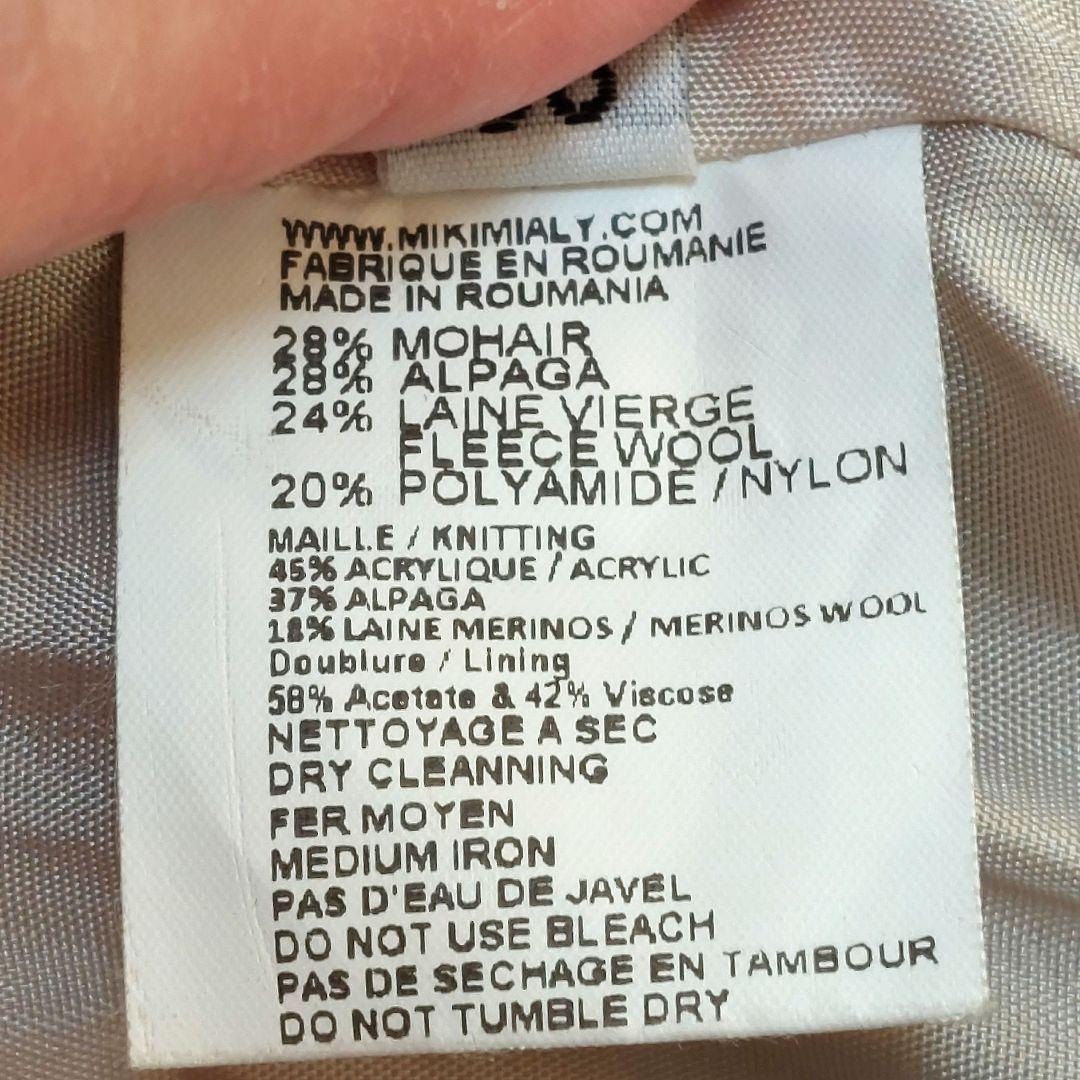 WWW.MIKIMIALY.COM
FABRIQUE EN ROUMANIE
MADE IN ROUMANIA
28% MOHAIR
28% ALPAGA
24% LAINE VIERGE
FLEECE WOOL
20% POLYAMIDE / NYLON
MAILLE / KNITTING
45% ACRYLIQUE / ACRYLIC
37% ALPAGA
18% LAINE MERINOS / MERINOS WOOL
Doublure / Lining
58% Acetate & 42% Viscose
NETTOYAGE A SEC
DRY CLEANNING
FER MOYEN
MEDIUM IRON
PAS D'EAU DE JAVEL
DO NOT USE BLEACH
PAS DE SECHAGE EN TAMBOUR
DO NOT TUMBLE DRY